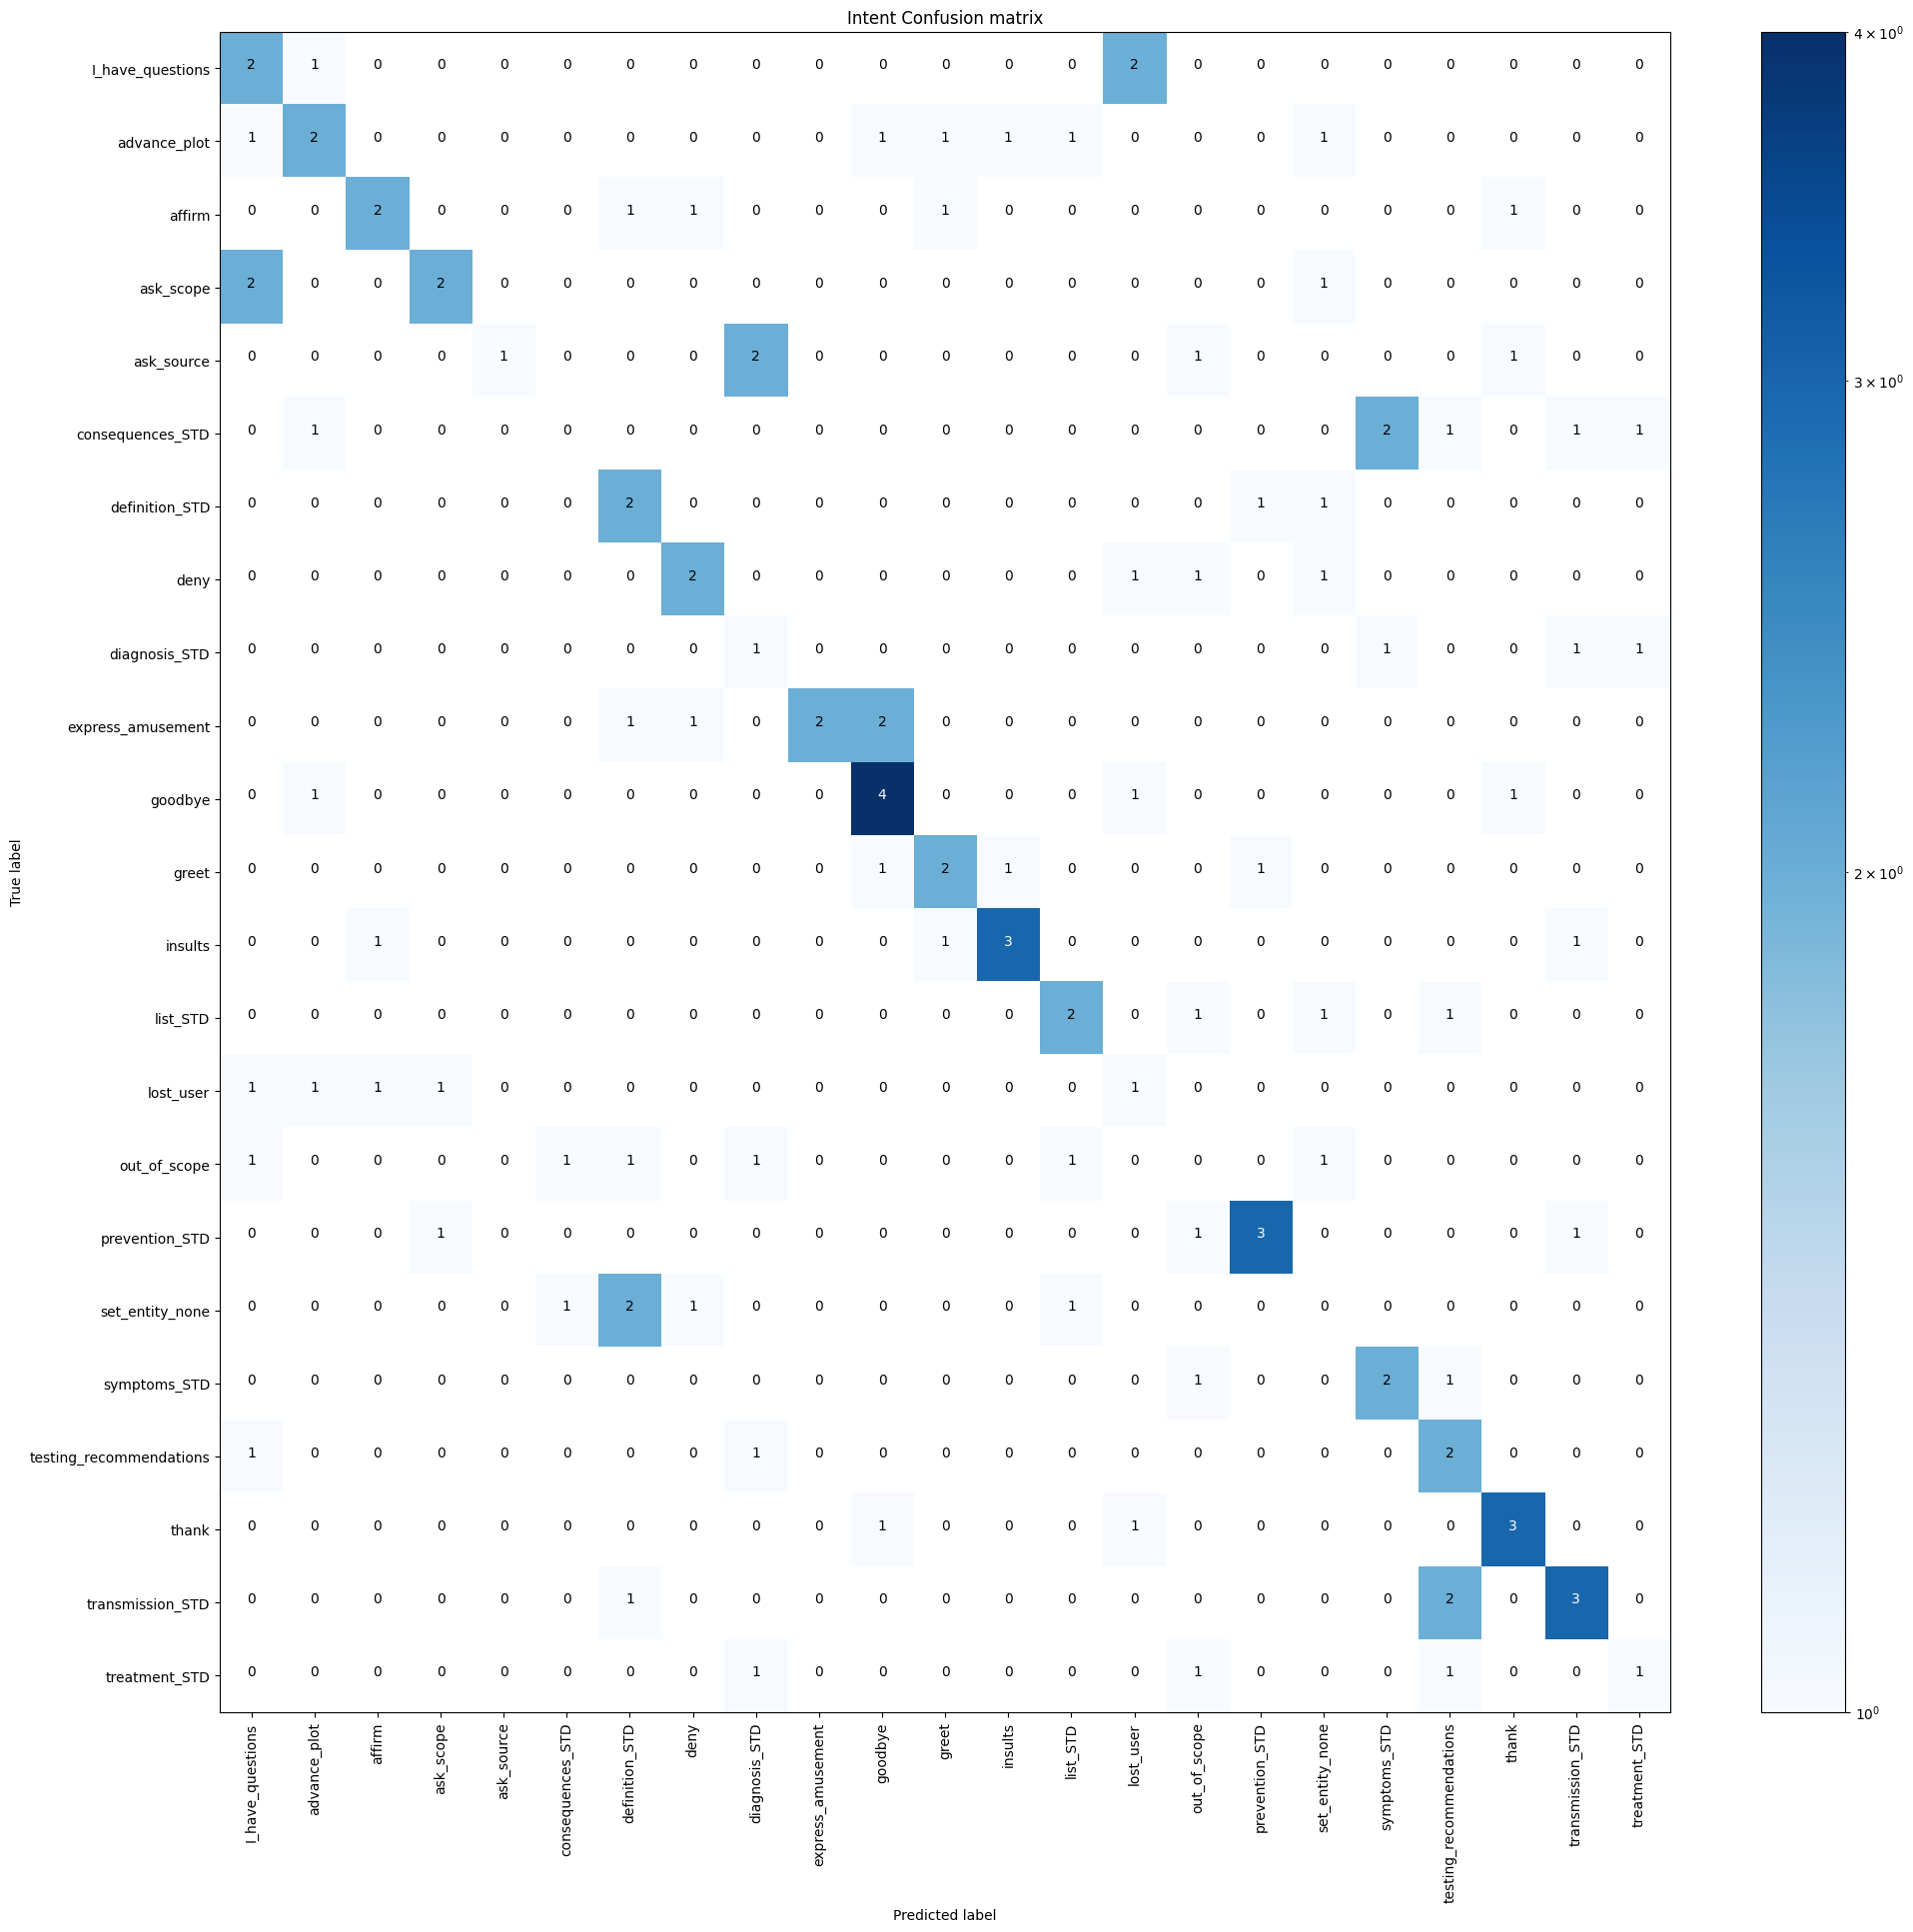 Intent Confusion matrix
I_have_questions 2 1 0 0 0 0 0 0 0 0 0 0 0 0 2 0 0 0 0 0 0 0 0
advance_plot 1 2 0 0 0 0 0 0 0 0 1 1 1 1 0 0 0 1 0 0 0 0 0
affirm 0 0 2 0 0 0 1 1 0 0 0 1 0 0 0 0 0 0 0 0 1 0 0
ask_scope 2 0 0 2 0 0 0 0 0 0 0 0 0 0 0 0 0 1 0 0 0 0 0
ask_source 0 0 0 0 1 0 0 0 2 0 0 0 0 0 0 1 0 0 0 0 1 0 0
consequences_STD 0 1 0 0 0 0 0 0 0 0 0 0 0 0 0 0 0 0 2 1 0 1 1
definition_STD 0 0 0 0 0 0 2 0 0 0 0 0 0 0 0 0 1 1 0 0 0 0 0
deny 0 0 0 0 0 0 0 2 0 0 0 0 0 0 1 1 0 1 0 0 0 0 0
diagnosis_STD 0 0 0 0 0 0 0 0 1 0 0 0 0 0 0 0 0 0 1 0 0 1 1
express_amusement 0 0 0 0 0 0 1 1 0 2 2 0 0 0 0 0 0 0 0 0 0 0 0
goodbye 0 1 0 0 0 0 0 0 0 0 4 0 0 0 1 0 0 0 0 0 1 0 0
greet 0 0 0 0 0 0 0 0 0 0 1 2 1 0 0 0 1 0 0 0 0 0 0
insults 0 0 1 0 0 0 0 0 0 0 0 1 3 0 0 0 0 0 0 0 0 1 0
list_STD 0 0 0 0 0 0 0 0 0 0 0 0 0 2 0 1 0 1 0 1 0 0 0
lost_user 1 1 1 1 0 0 0 0 0 0 0 0 0 0 1 0 0 0 0 0 0 0 0
out_of_scope 1 0 0 0 0 1 1 0 1 0 0 0 0 1 0 0 0 1 0 0 0 0 0
prevention_STD 0 0 0 1 0 0 0 0 0 0 0 0 0 0 0 1 3 0 0 0 0 1 0
set_entity_none 0 0 0 0 0 1 2 1 0 0 0 0 0 1 0 0 0 0 0 0 0 0 0
symptoms_STD 0 0 0 0 0 0 0 0 0 0 0 0 0 0 0 1 0 0 2 1 0 0 0
testing_recommendations 1 0 0 0 0 0 0 0 1 0 0 0 0 0 0 0 0 0 0 2 0 0 0
thank 0 0 0 0 0 0 0 0 0 0 1 0 0 0 1 0 0 0 0 0 3 0 0
transmission_STD 0 0 0 0 0 0 1 0 0 0 0 0 0 0 0 0 0 0 0 2 0 3 0
treatment_STD 0 0 0 0 0 0 0 0 1 0 0 0 0 0 0 1 0 0 0 1 0 0 1
True label
I_have_questions
advance_plot
affirm
ask_scope
ask_source
consequences_STD
definition_STD
deny
diagnosis_STD
express_amusement
goodbye
greet
insults
list_STD
lost_user
out_of_scope
prevention_STD
set_entity_none
symptoms_STD
testing_recommendations
thank
transmission_STD
treatment_STD
Predicted label
4 × 10⁰
3 × 10⁰
2 × 10⁰
10⁰